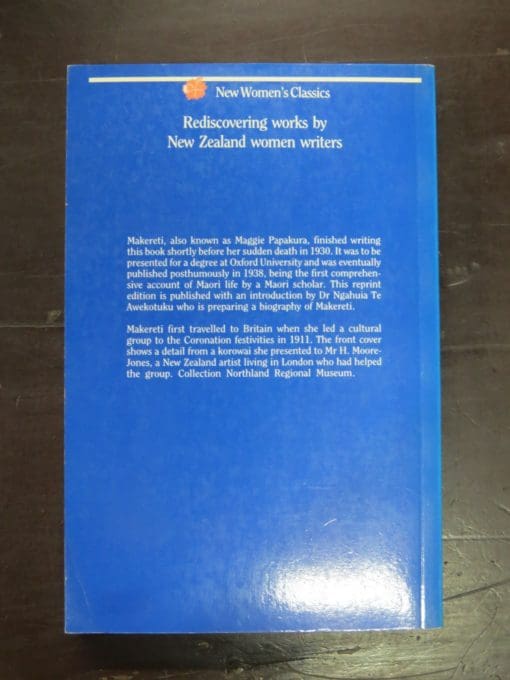 New Women's Classics
Rediscovering works by
New Zealand women writers
Makereti, also known as Maggie Papakura, finished writing
this book shortly before her sudden death in 1930. It was to be
presented for a degree at Oxford University and was eventually
published posthumously in 1938, being the first comprehen-
sive account of Maori life by a Maori scholar. This reprint
edition is published with an introduction by Dr Ngahuia Te
Awekotuku who is preparing a biography of Makereti.
Makereti first travelled to Britain when she led a cultural
group to the Coronation festivities in 1911. The front cover
shows a detail from a korowai she presented to Mr H. Moore-
Jones, a New Zealand artist living in London who had helped
the group. Collection Northland Regional Museum.